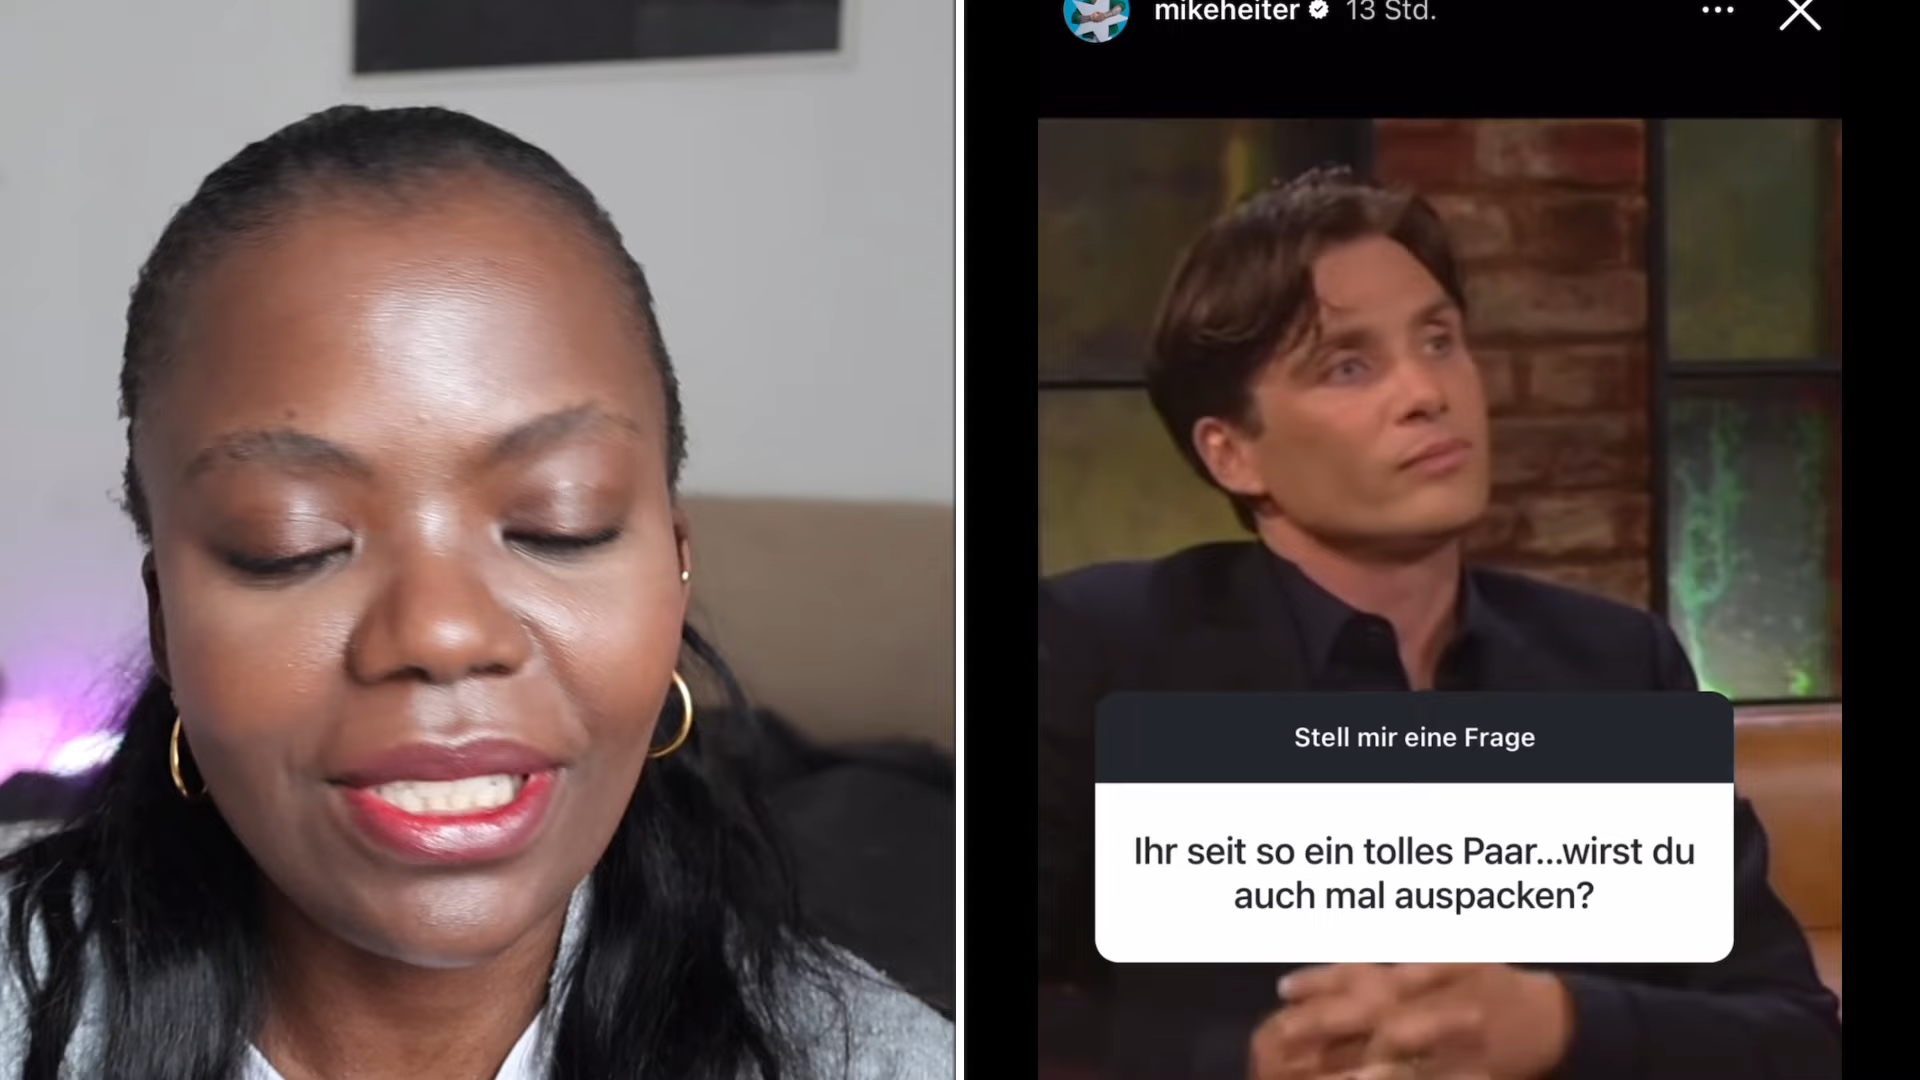 mikeheiter 13 Std.
Stell mir eine Frage
Ihr seit so ein tolles Paar...wirst du
auch mal auspacken?